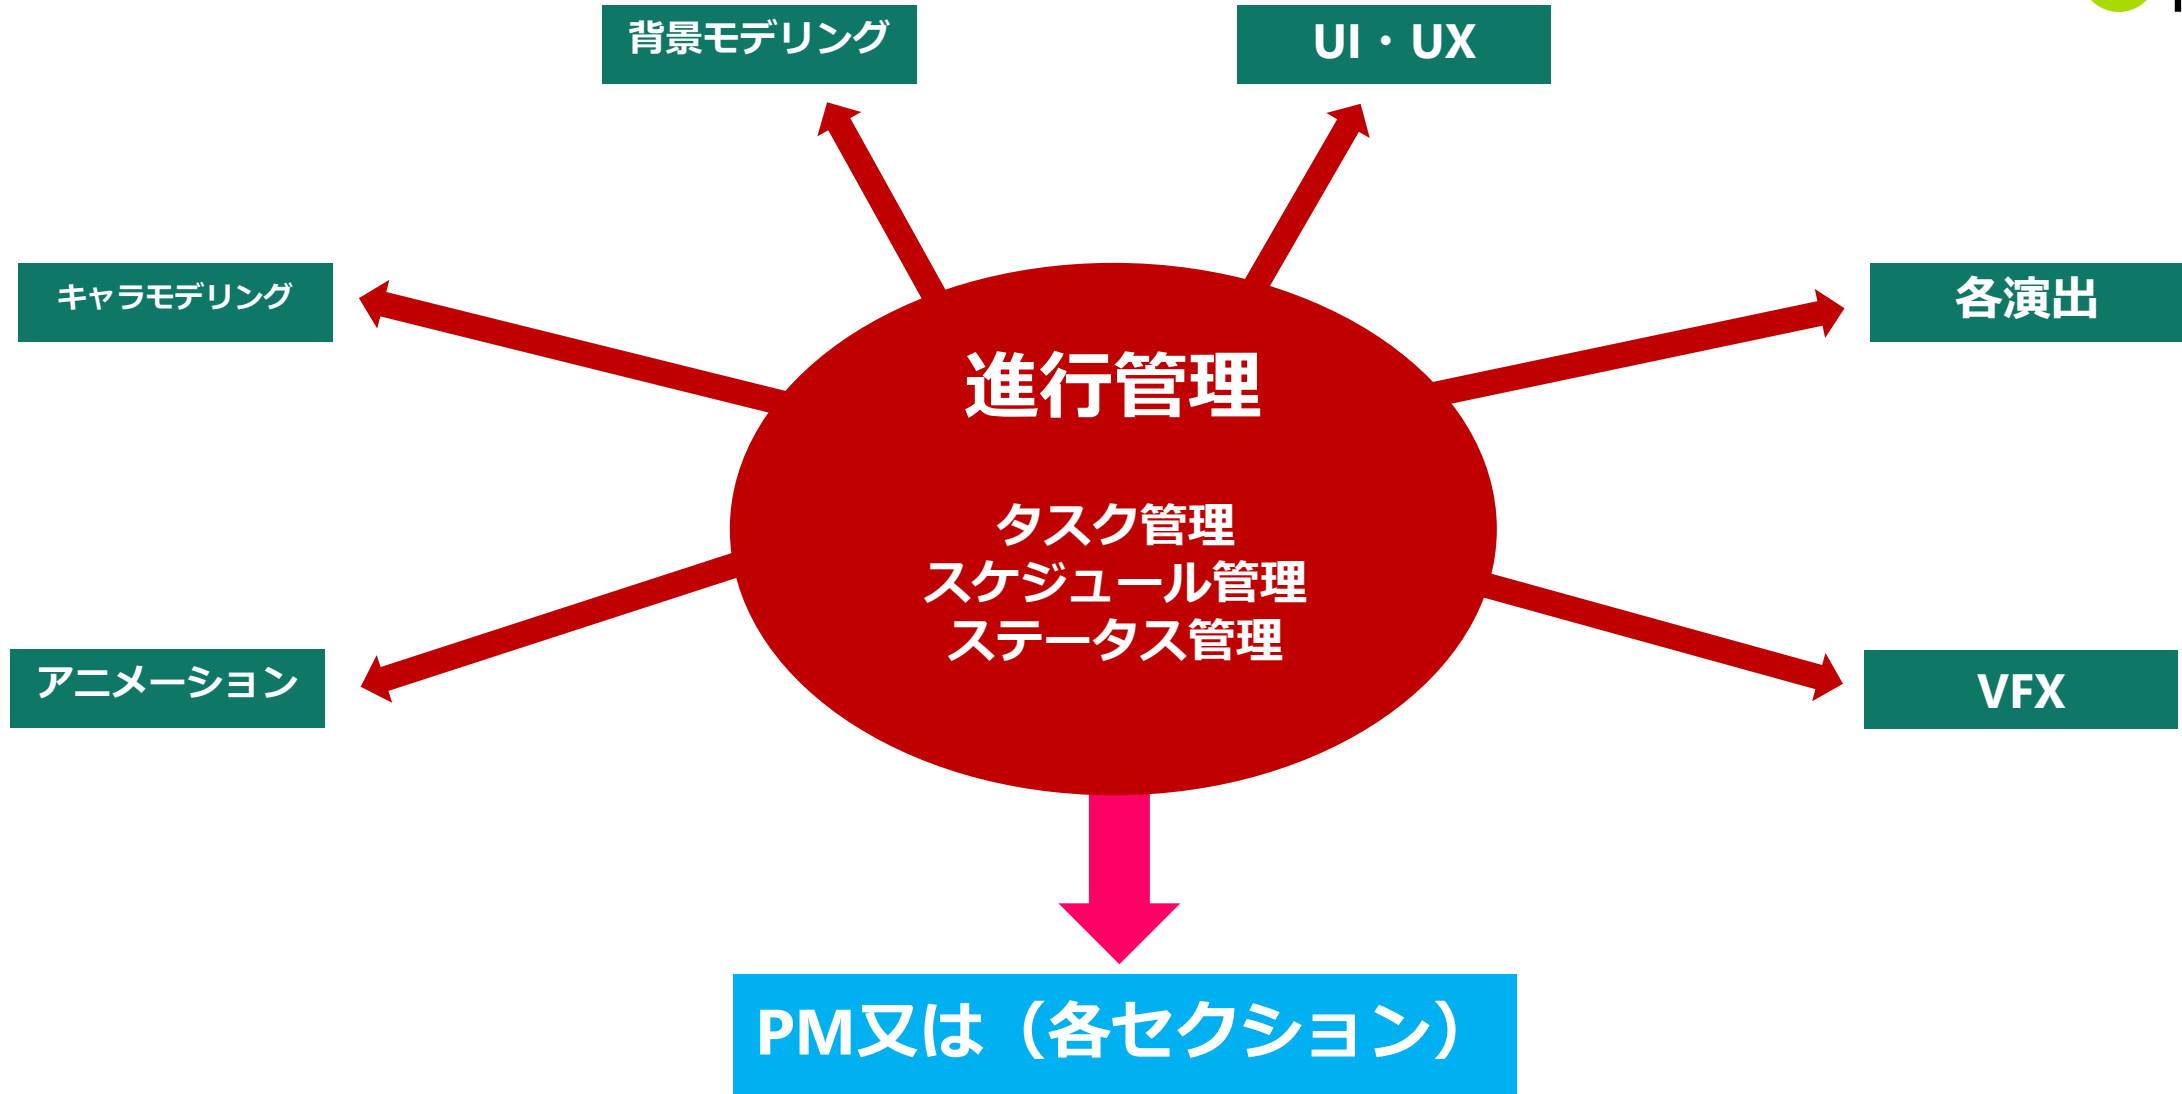 背景モデリング
UI・UX
キャラモデリング
各演出
進行管理
タスク管理
スケジュール管理
ステータス管理
アニメーション
VFX
PM又は（各セクション）